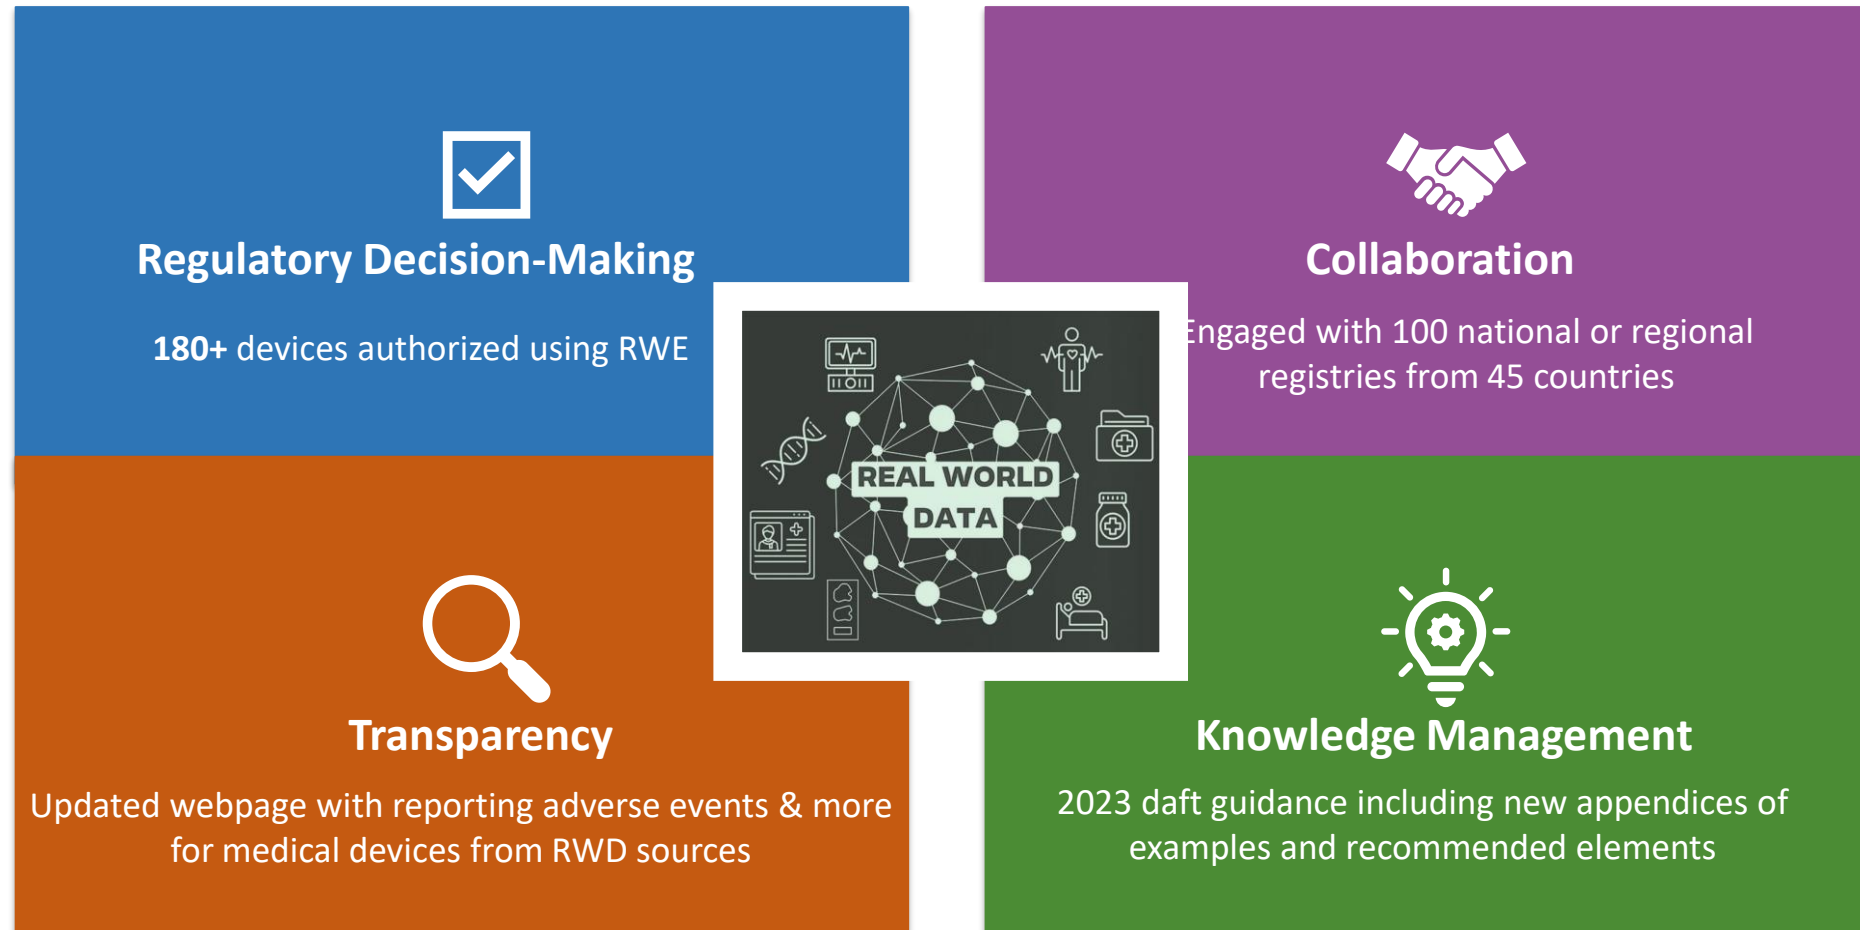 Regulatory Decision-Making
180+ devices authorized using RWE
Collaboration
Engaged with 100 national or regional
registries from 45 countries
REAL WORLD
DATA
Transparency
Updated webpage with reporting adverse events & more
for medical devices from RWD sources
Knowledge Management
2023 daft guidance including new appendices of
examples and recommended elements